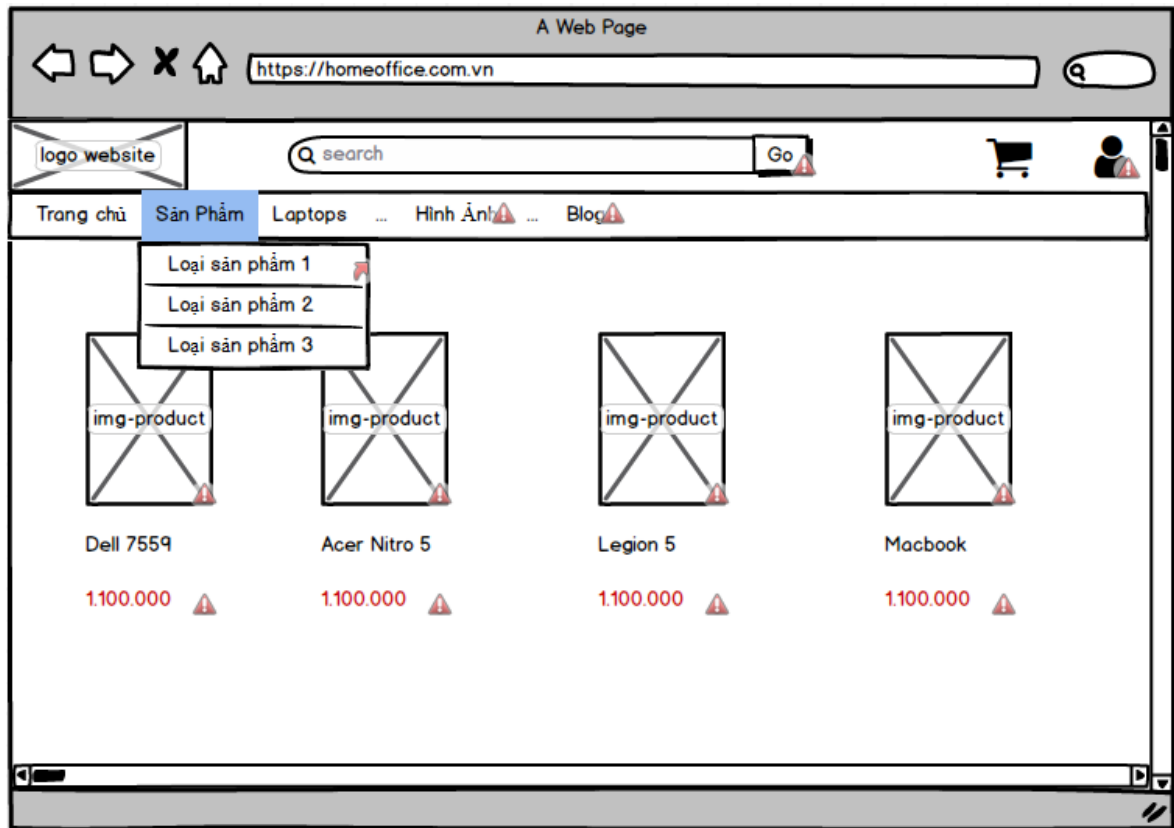 A Web Page
https://homeoffice.com.vn
logo website
search
Go
Trang chủ Sản Phẩm Laptops ... Hình Ảnh ... Blog
Loại sản phẩm 1
Loại sản phẩm 2
Loại sản phẩm 3
img-product img-product img-product img-product
Dell 7559 Acer Nitro 5 Legion 5 Macbook
1.100.000 1.100.000 1.100.000 1.100.000